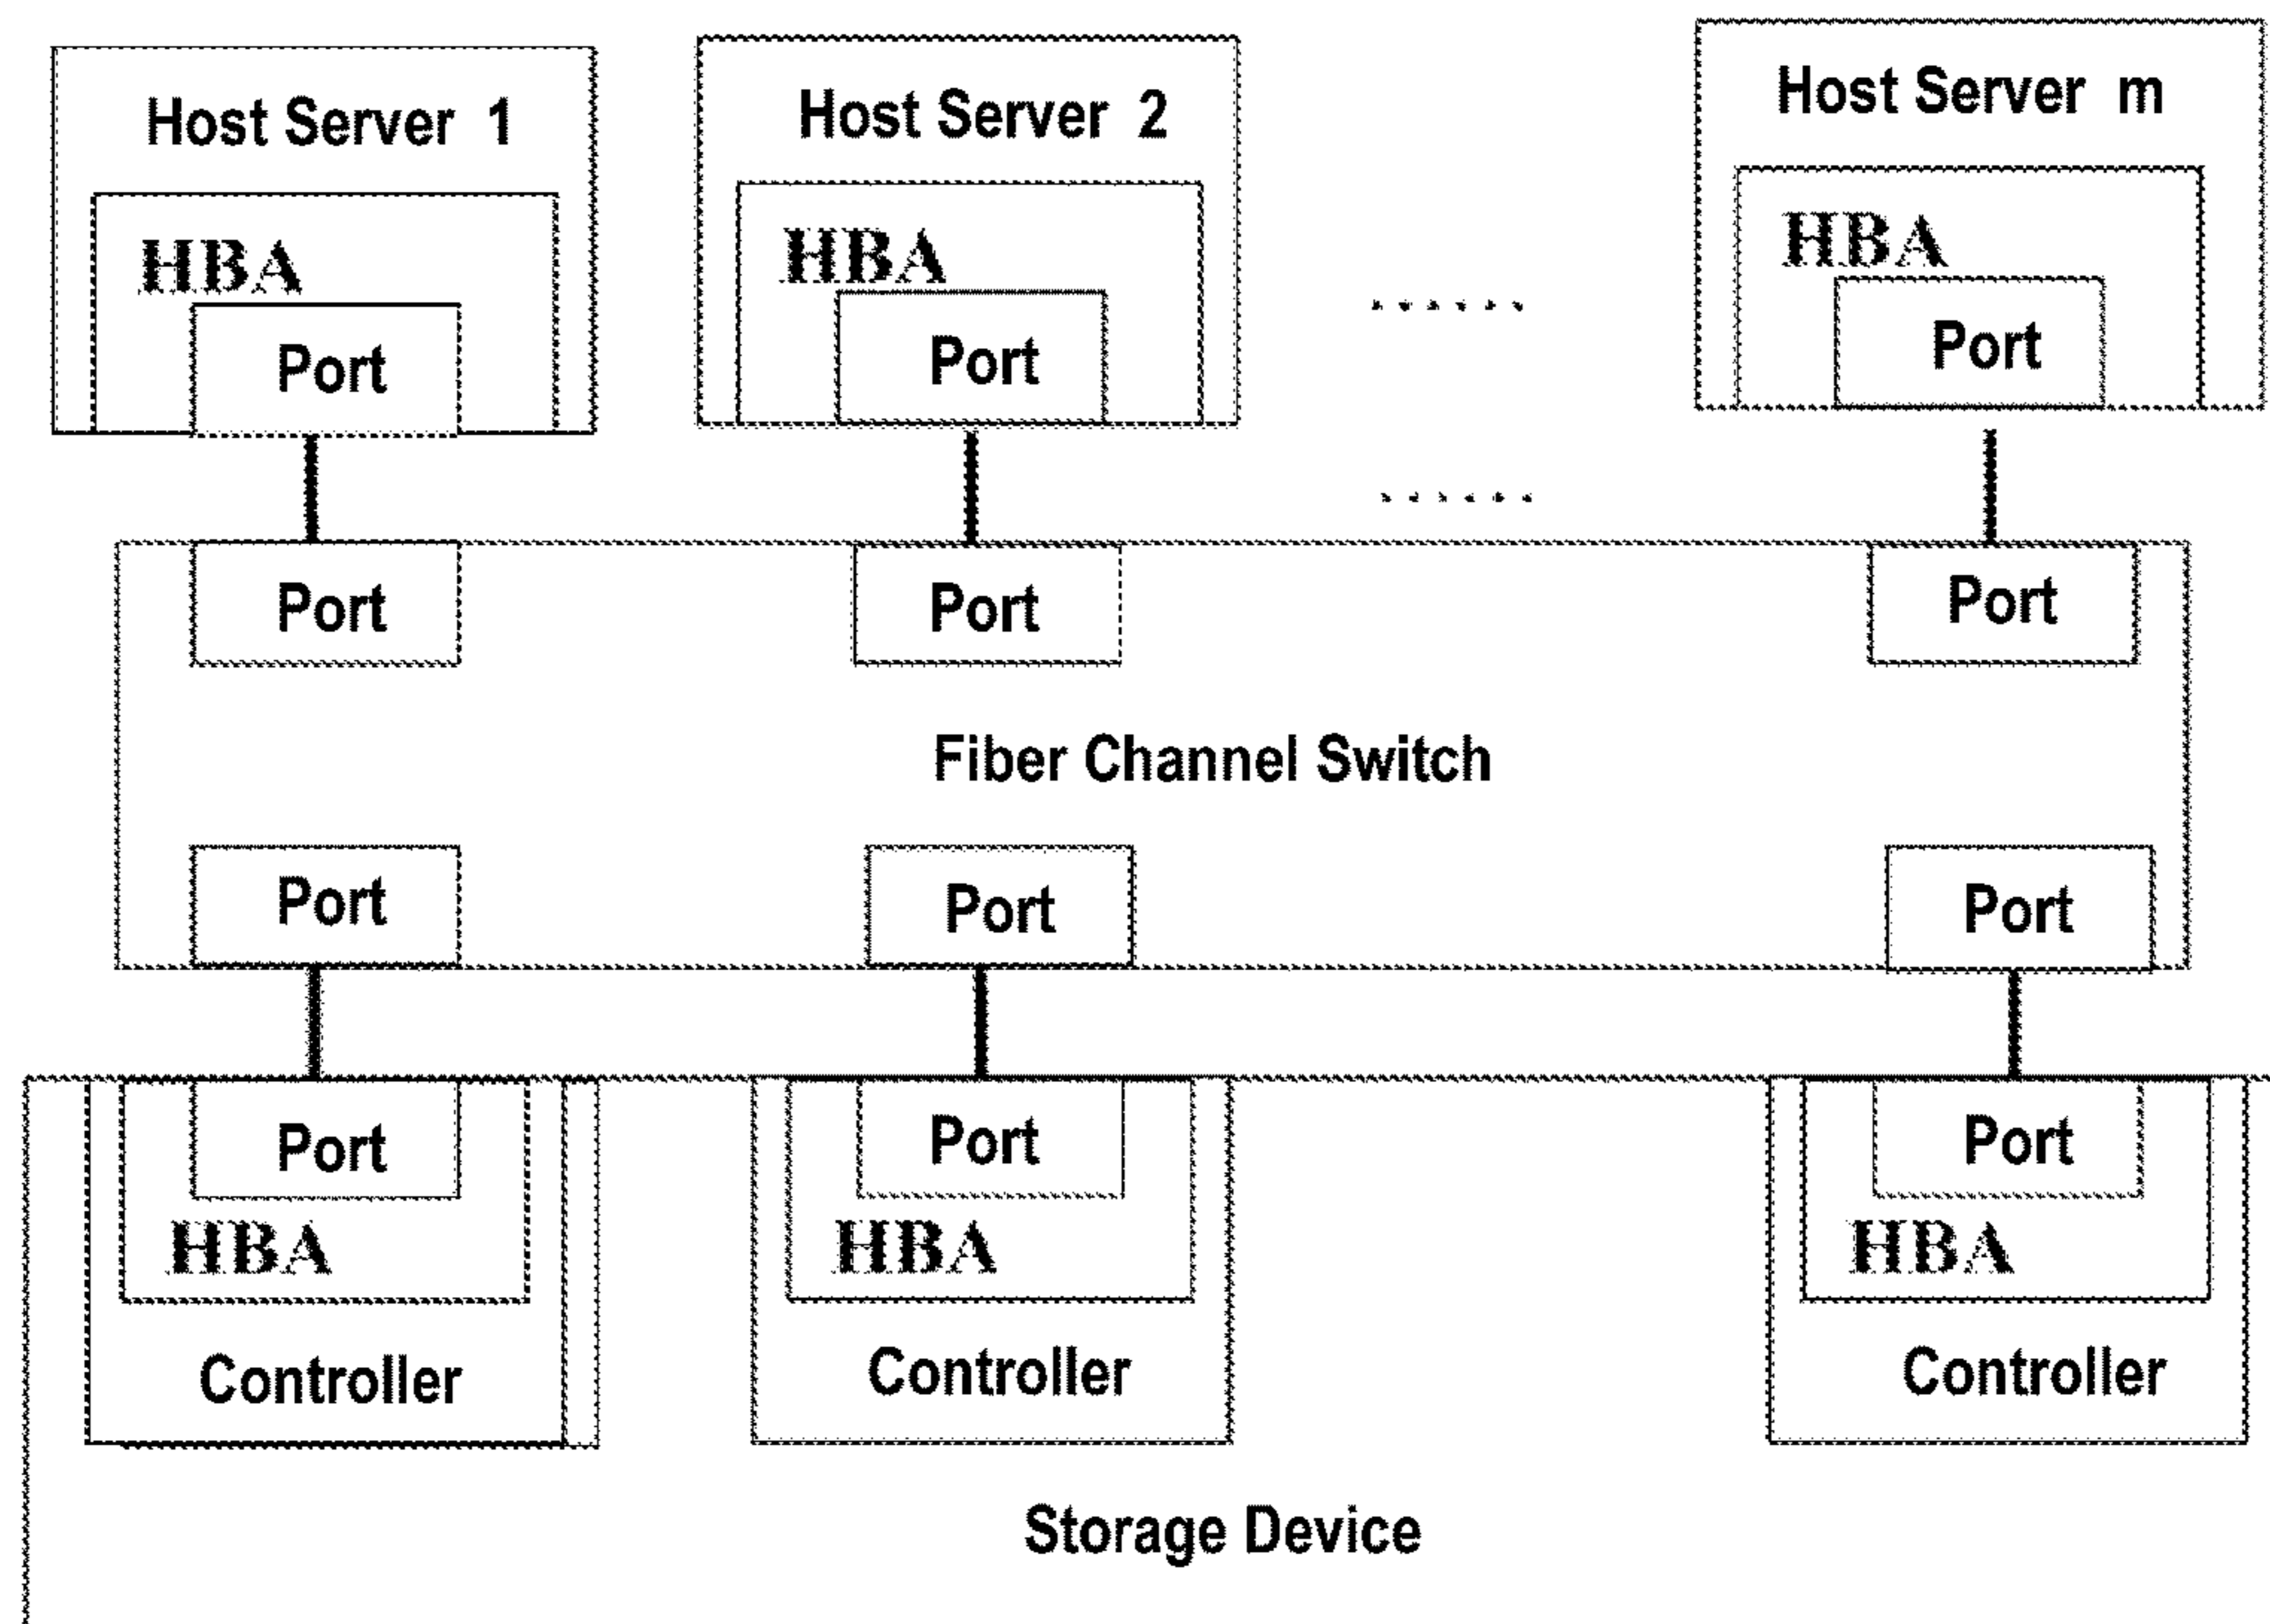 Host Server 1
Host Server 2
Host Server m
HBA
HBA
HBA
Port
Port
Port
......
......
Port
Port
Port
Fiber Channel Switch
Port
Port
Port
Port
Port
Port
HBA
HBA
HBA
Controller
Controller
Controller
Storage Device